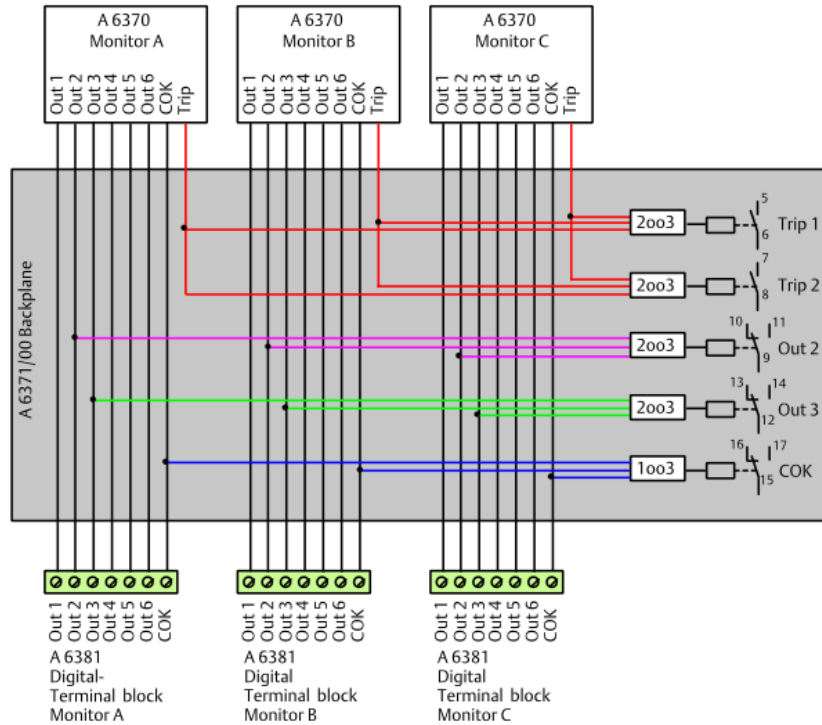 A 6370
Monitor A
A 6370
Monitor B
A 6370
Monitor C
Out 1
Out 2
Out 3
Out 4
Out 5
Out 6
COK
Trip
Out 1
Out 2
Out 3
Out 4
Out 5
Out 6
COK
Trip
Out 1
Out 2
Out 3
Out 4
Out 5
Out 6
COK
Trip
A 6371/00 Backplane
2oo3
5
6
Trip 1
2oo3
7
8
Trip 2
2oo3
10
11
9
Out 2
2oo3
13
14
12
Out 3
1oo3
16
17
15
COK
Out 1
Out 2
Out 3
Out 4
Out 5
Out 6
COK
Out 1
Out 2
Out 3
Out 4
Out 5
Out 6
COK
Out 1
Out 2
Out 3
Out 4
Out 5
Out 6
COK
A 6381
Digital-
Terminal block
Monitor A
A 6381
Digital
Terminal block
Monitor B
A 6381
Digital
Terminal block
Monitor C